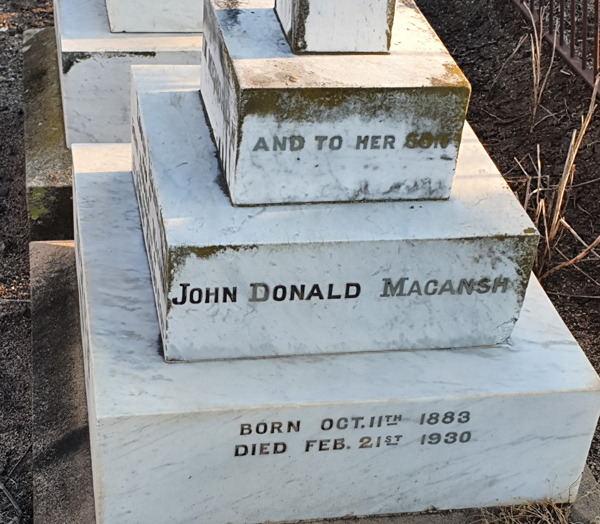 AND TO HER SON
JOHN DONALD MACANSH
BORN OCT. 11TH 1883
DIED FEB. 21ST 1930